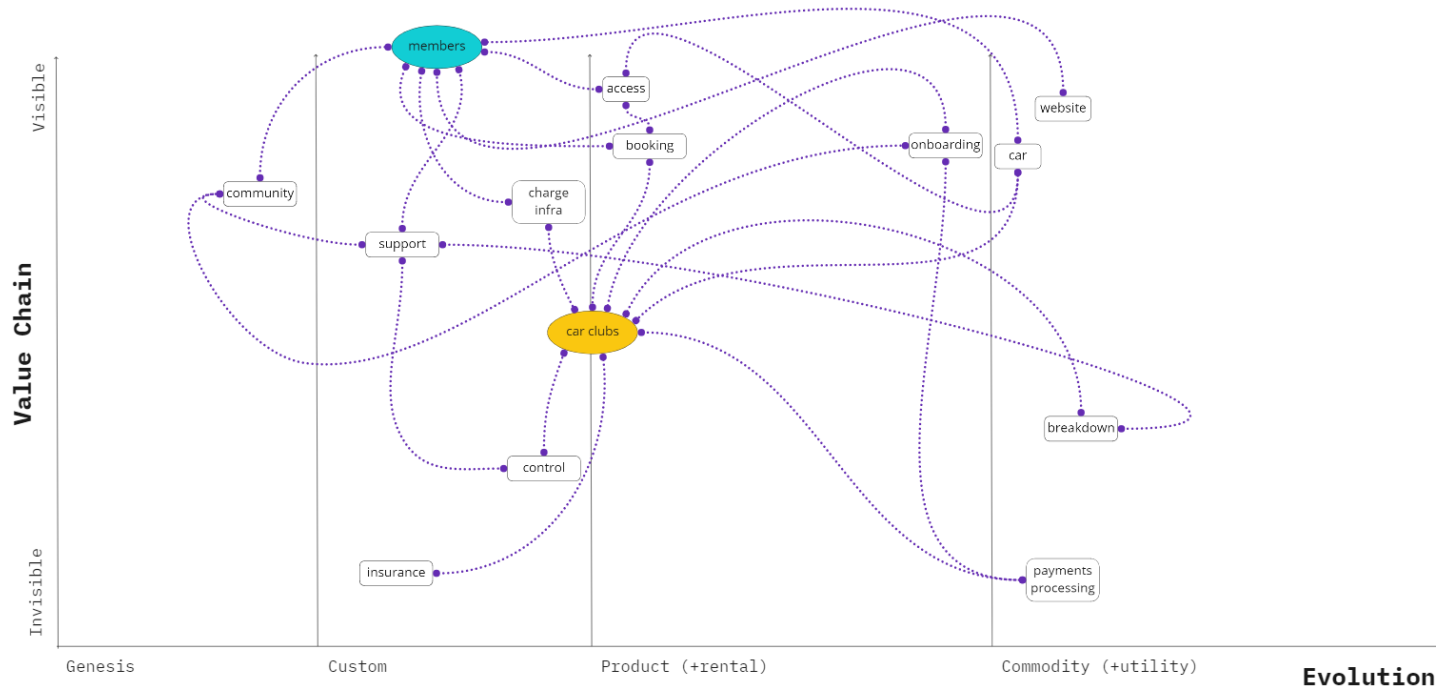 members
Visible
access
website
booking
onboarding
car
community
charge
infra
support
Value Chain
car clubs
breakdown
control
insurance
payments
processing
Invisible
Genesis
Custom
Product (+rental)
Commodity (+utility)
Evolution